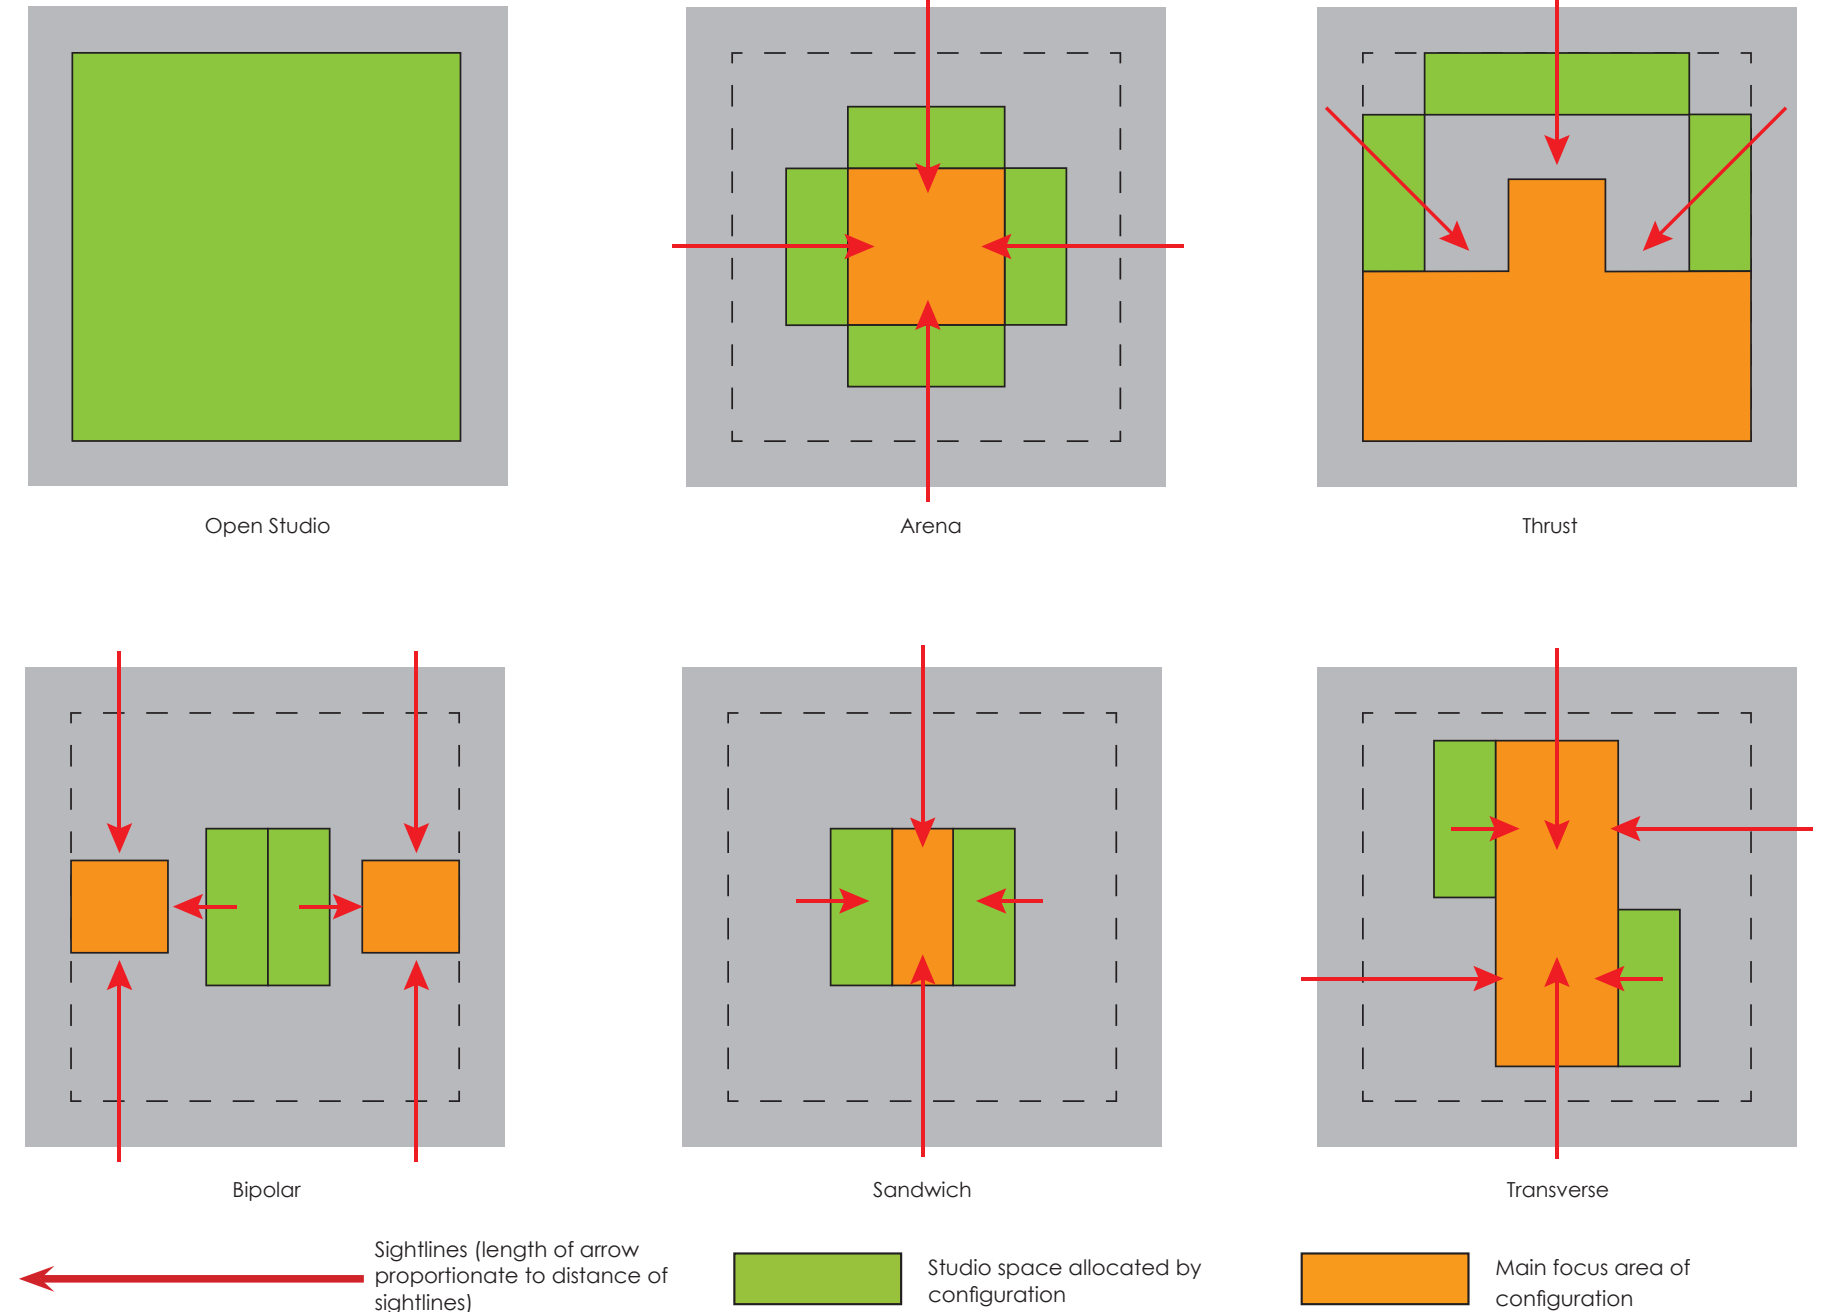 Open Studio
Arena
Thrust
Bipolar
Sandwich
Transverse
Sightlines (length of arrow
proportionate to distance of
sightlines)
Studio space allocated by
configuration
Main focus area of
configuration